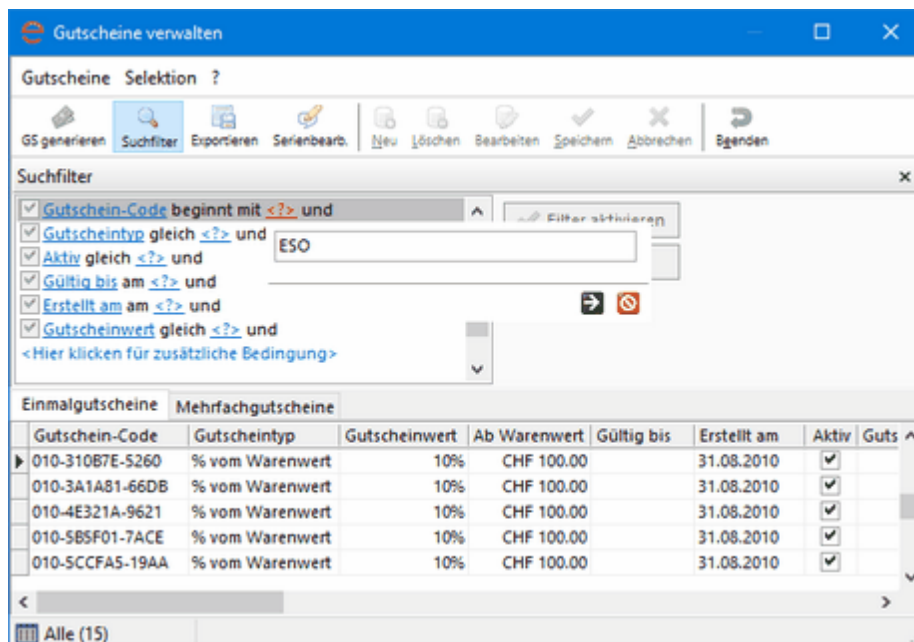 Gutscheine verwalten
Gutscheine Selektion ?
GS generieren Suchfilter Exportieren Serienbearb. Neu Löschen Bearbeiten Speichern Abbrechen Beenden
Suchfilter
Gutschein-Code beginnt mit <?> und
Filter aktivieren
Gutscheintyp gleich <?> und
ESO
Aktiv gleich <?> und
Gültig bis am <?> und
Erstellt am am <?> und
Gutscheinwert gleich <?> und
<Hier klicken für zusätzliche Bedingung>
Einmalgutscheine Mehrfachgutscheine
Gutschein-Code Gutscheintyp Gutscheinwert Ab Warenwert Gültig bis Erstellt am Aktiv Guts
010-310B7E-5260 % vom Warenwert 10% CHF 100.00 31.08.2010
010-3A1A81-66DB % vom Warenwert 10% CHF 100.00 31.08.2010
010-4E321A-9621 % vom Warenwert 10% CHF 100.00 31.08.2010
010-5B5F01-7ACE % vom Warenwert 10% CHF 100.00 31.08.2010
010-5CCFA5-19AA % vom Warenwert 10% CHF 100.00 31.08.2010
Alle (15)